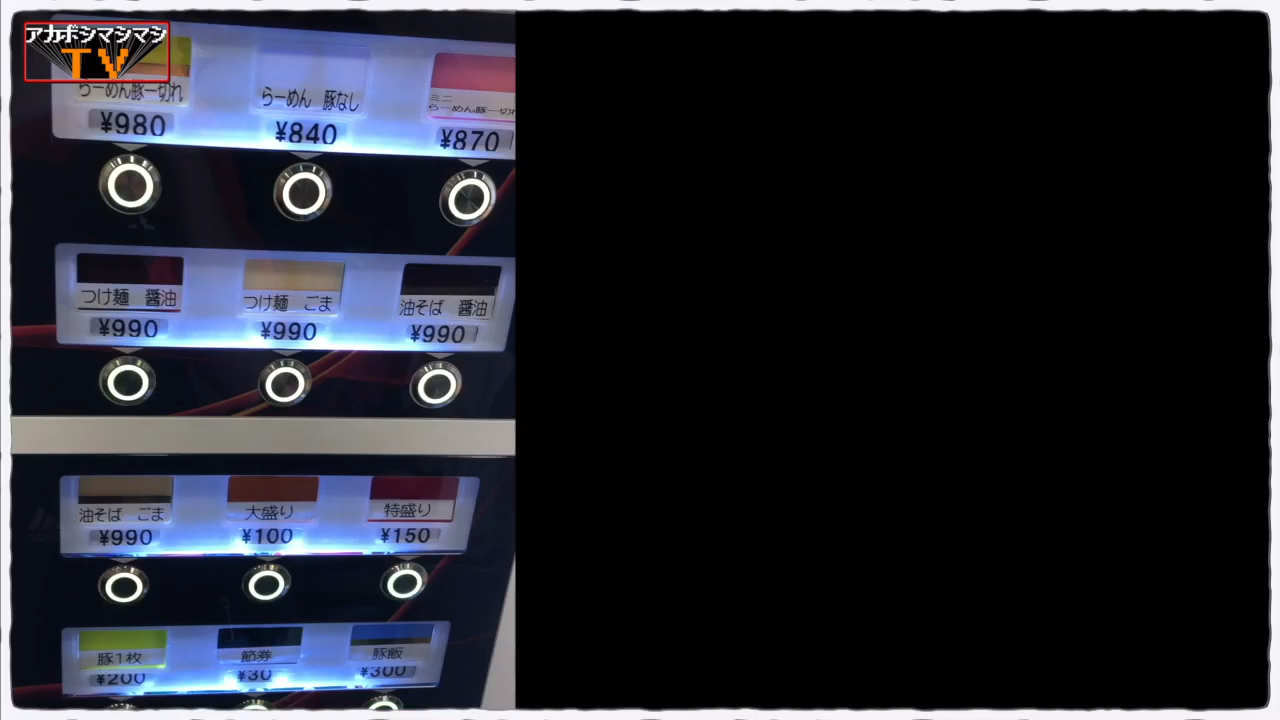 アカボシマシマシ
TV
らーめん豚一切れ
¥980
らーめん 豚なし
¥840
ミニ
らーめん豚一切れ
¥870
つけ麺 醤油
¥990
つけ麺 ごま
¥990
油そば 醤油
¥990
油そば ごま
¥990
大盛り
¥100
特盛り
¥150
豚1枚
¥200
節券
¥30
豚飯
¥300